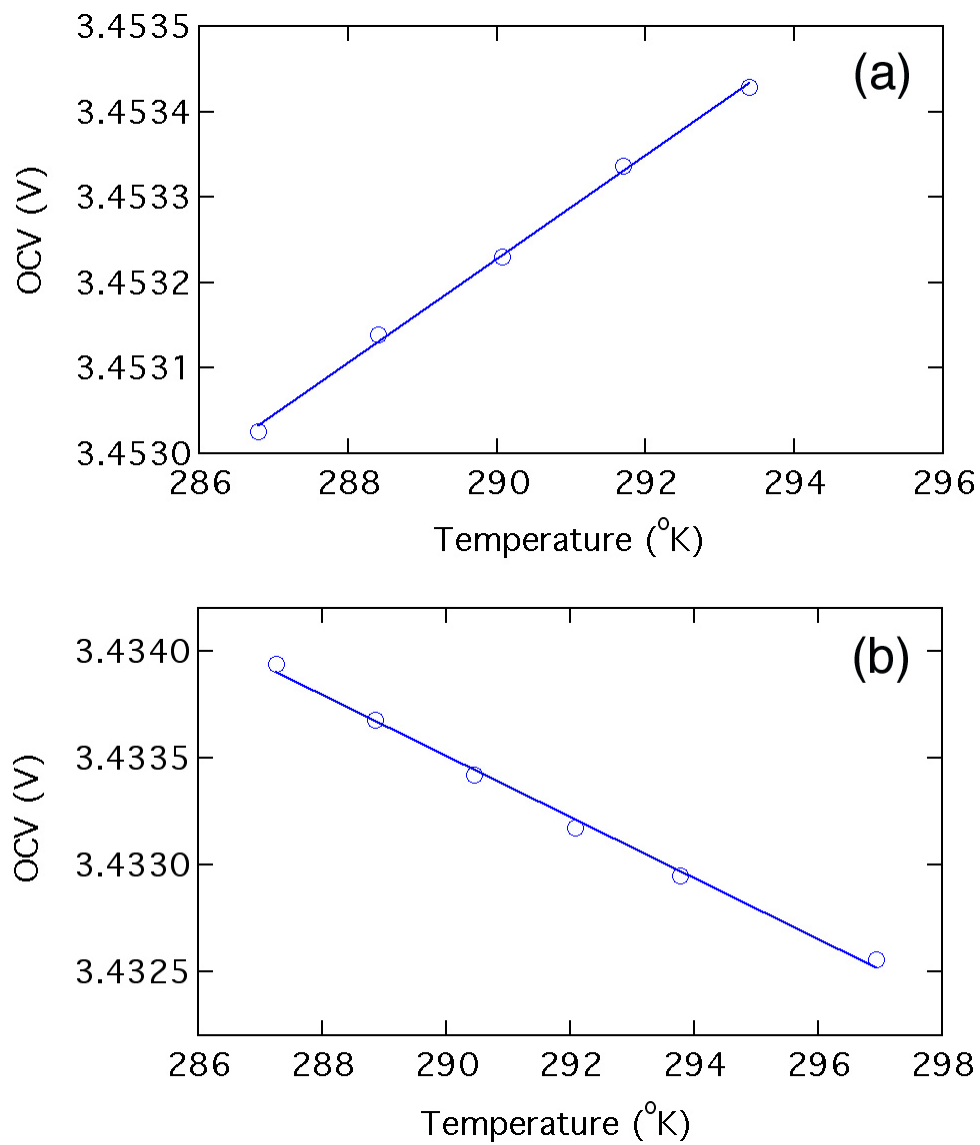 3.4535
(a)
3.4534
3.4533
OCV (V)
3.4532
3.4531
3.4530
286 288 290 292 294 296
Temperature (°K)
3.4340
(b)
3.4335
OCV (V)
3.4330
3.4325
286 288 290 292 294 296 298
Temperature (°K)